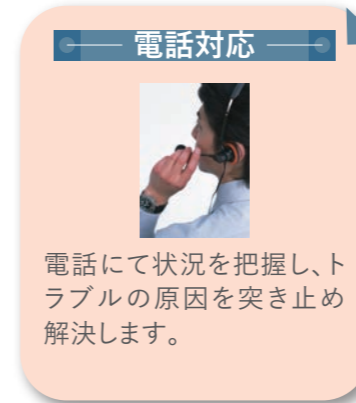 電話対応
電話にて状況を把握し、ト
ラブルの原因を突き止め
解決します。